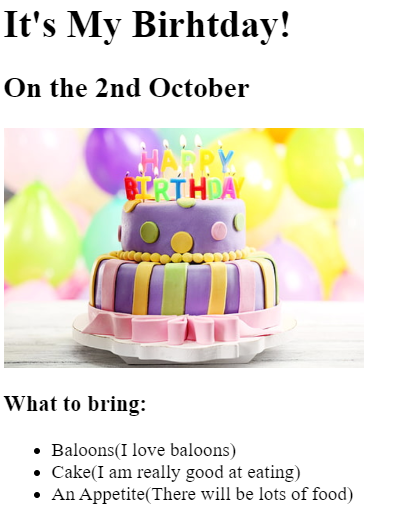 It's My Birhtday!
On the 2nd October
HAPPY
BIRTHDAY
What to bring:
Baloons(I love baloons)
Cake(I am really good at eating)
An Appetite(There will be lots of food)